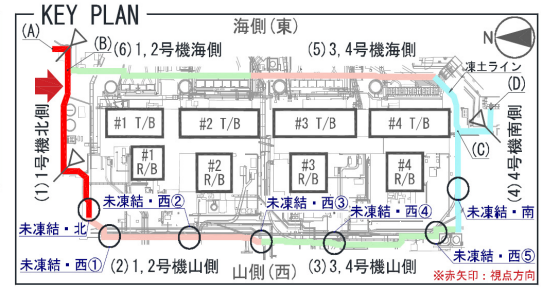 KEY PLAN
(A)
(B)
海側(東)
N
(6)1,2号機海側
(5)3,4号機海側
凍土ライン
(D)
(1)1号機北側
#1 T/B
#2 T/B
#3 T/B
#4 T/B
(4)4号機南側
(C)
#1
R/B
#2
R/B
#3
R/B
#4
R/B
未凍結・西②
未凍結・西③
未凍結・西④
未凍結・南
未凍結・北
未凍結・西①
(2)1,2号機山側
山側(西)
(3)3,4号機山側
未凍結・西⑤
※赤矢印：視点方向